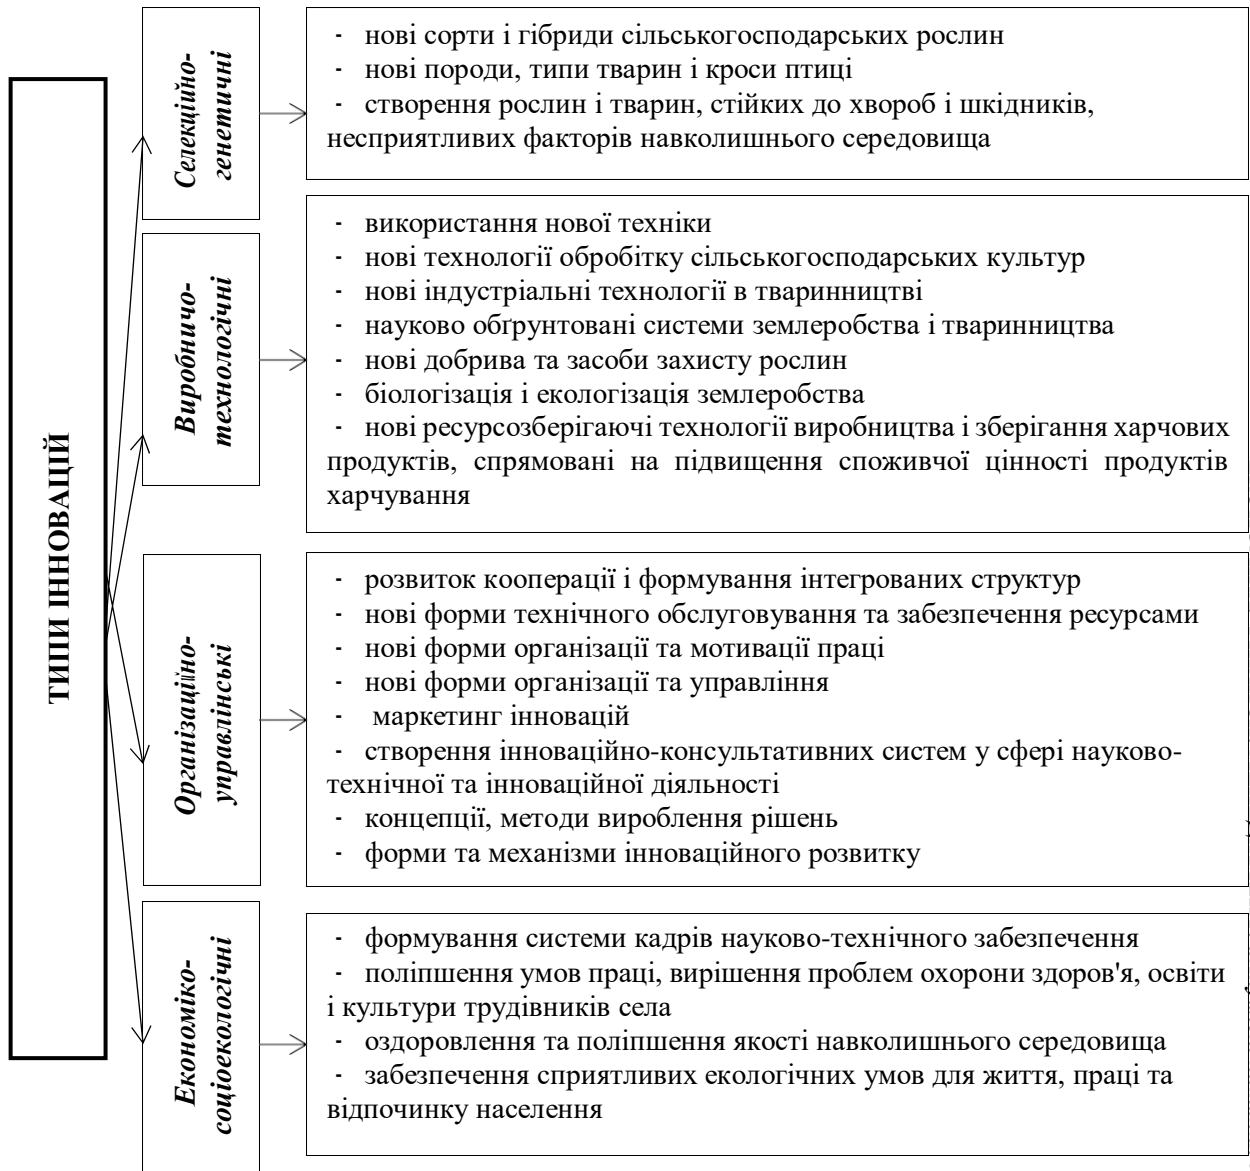 ТИПИ ІННОВАЦІЙ
Селекційно-
генетичні
- нові сорти і гібриди сільськогосподарських рослин
- нові породи, типи тварин і кроси птиці
- створення рослин і тварин, стійких до хвороб і шкідників,
несприятливих факторів навколишнього середовища
Виробничо-
технологічні
- використання нової техніки
- нові технології обробітку сільськогосподарських культур
- нові індустріальні технології в тваринництві
- науково обґрунтовані системи землеробства і тваринництва
- нові добрива та засоби захисту рослин
- біологізація і екологізація землеробства
- нові ресурсозберігаючі технології виробництва і зберігання харчових
продуктів, спрямовані на підвищення споживчої цінності продуктів
харчування
Організаційно-
управлінські
- розвиток кооперації і формування інтегрованих структур
- нові форми технічного обслуговування та забезпечення ресурсами
- нові форми організації та мотивації праці
- нові форми організації та управління
- маркетинг інновацій
- створення інноваційно-консультативних систем у сфері науково-
технічної та інноваційної діяльності
- концепції, методи вироблення рішень
- форми та механізми інноваційного розвитку
Економіко-
соціоекологічні
- формування системи кадрів науково-технічного забезпечення
- поліпшення умов праці, вирішення проблем охорони здоров'я, освіти
і культури трудівників села
- оздоровлення та поліпшення якості навколишнього середовища
- забезпечення сприятливих екологічних умов для життя, праці та
відпочинку населення